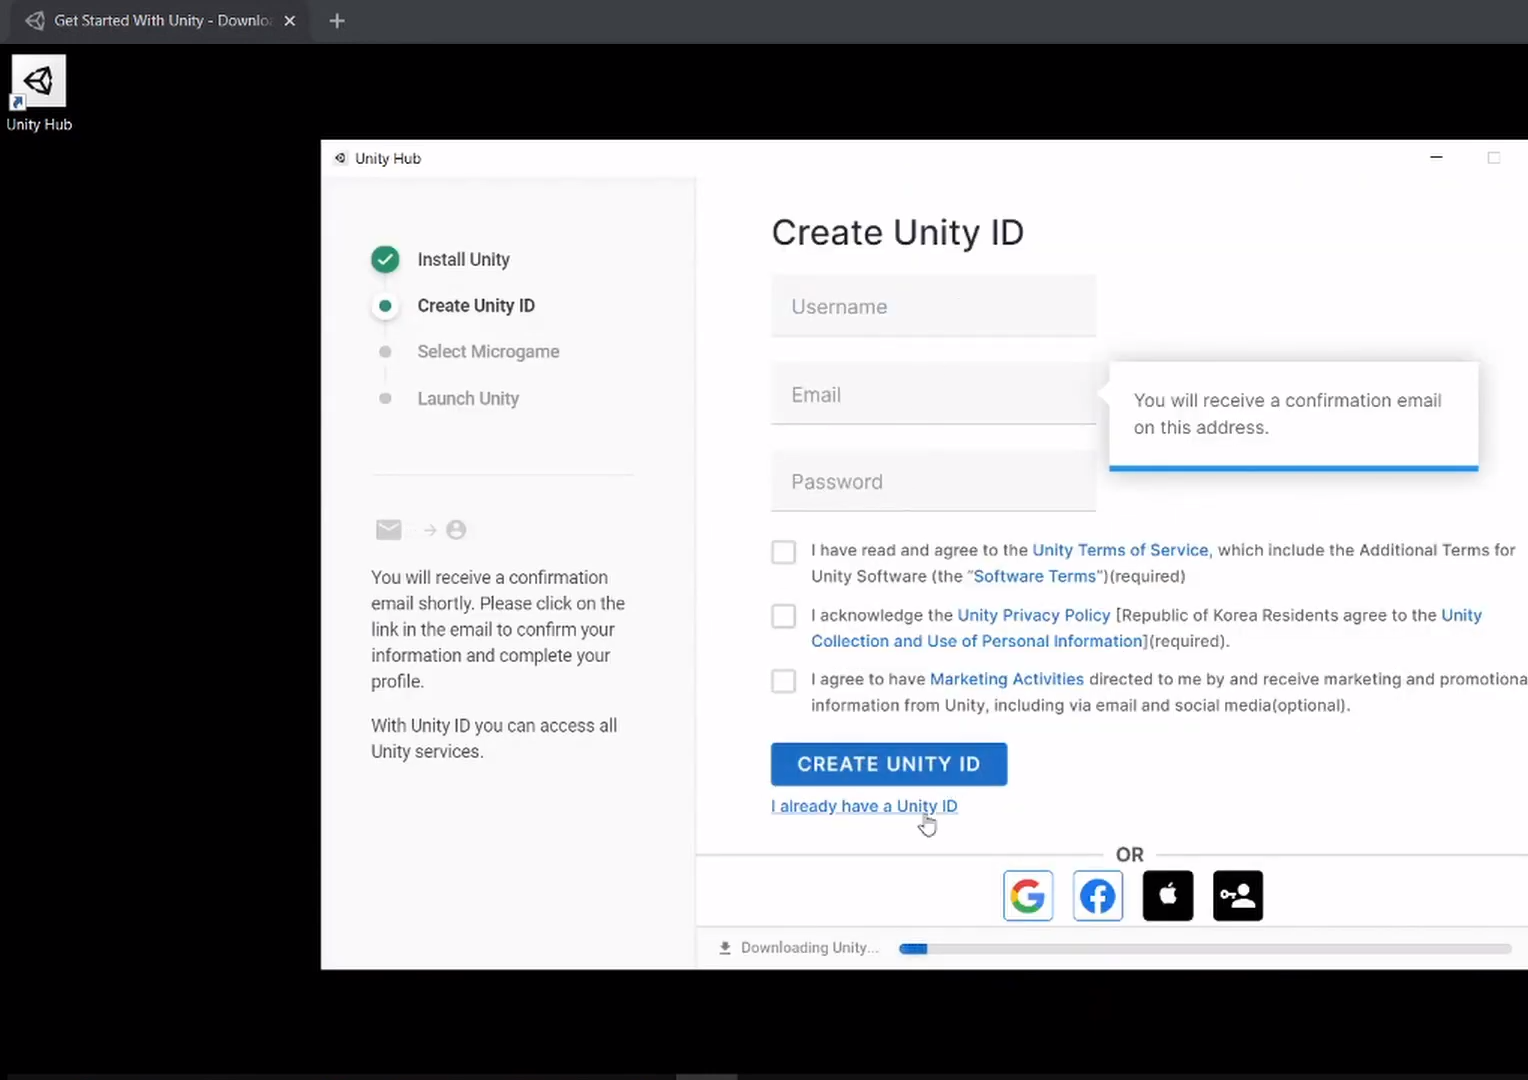 Get Started With Unity - Downlo
Unity Hub
Unity Hub
Install Unity
Create Unity ID
Select Microgame
Launch Unity
You will receive a confirmation
email shortly. Please click on the
link in the email to confirm your
information and complete your
profile.
With Unity ID you can access all
Unity services.
Create Unity ID
Username
Email
You will receive a confirmation email
on this address.
Password
I have read and agree to the Unity Terms of Service, which include the Additional Terms for
Unity Software (the “Software Terms”)(required)
I acknowledge the Unity Privacy Policy [Republic of Korea Residents agree to the Unity
Collection and Use of Personal Information](required).
I agree to have Marketing Activities directed to me by and receive marketing and promotiona
information from Unity, including via email and social media(optional).
CREATE UNITY ID
I already have a Unity ID
OR
Downloading Unity...